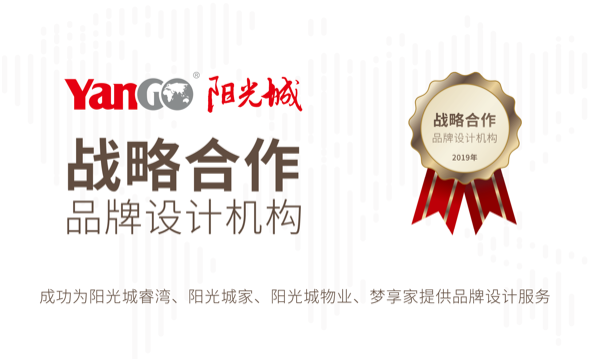 YanGO® 阳光城
战略合作
品牌设计机构
战略合作
品牌设计机构
2019年
成功为阳光城睿湾、阳光城家、阳光城物业、梦享家提供品牌设计服务